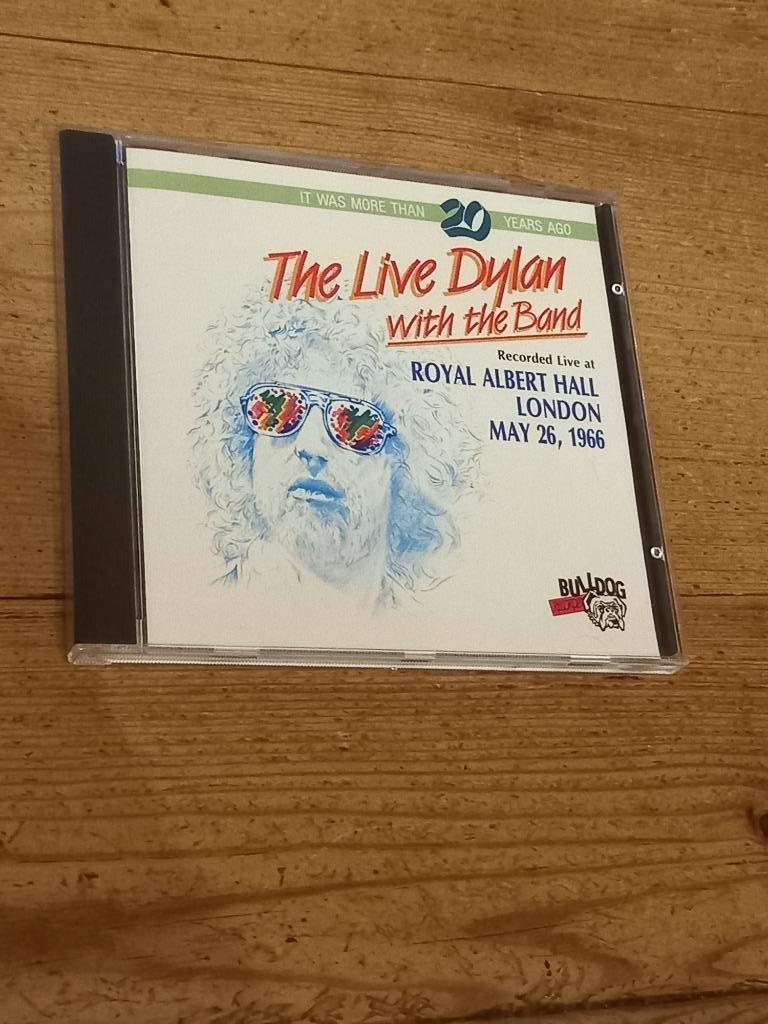 IT WAS MORE THAN 20 YEARS AGO
The Live Dylan
with the Band
Recorded Live at
ROYAL ALBERT HALL
LONDON
MAY 26, 1966
BULLDOG